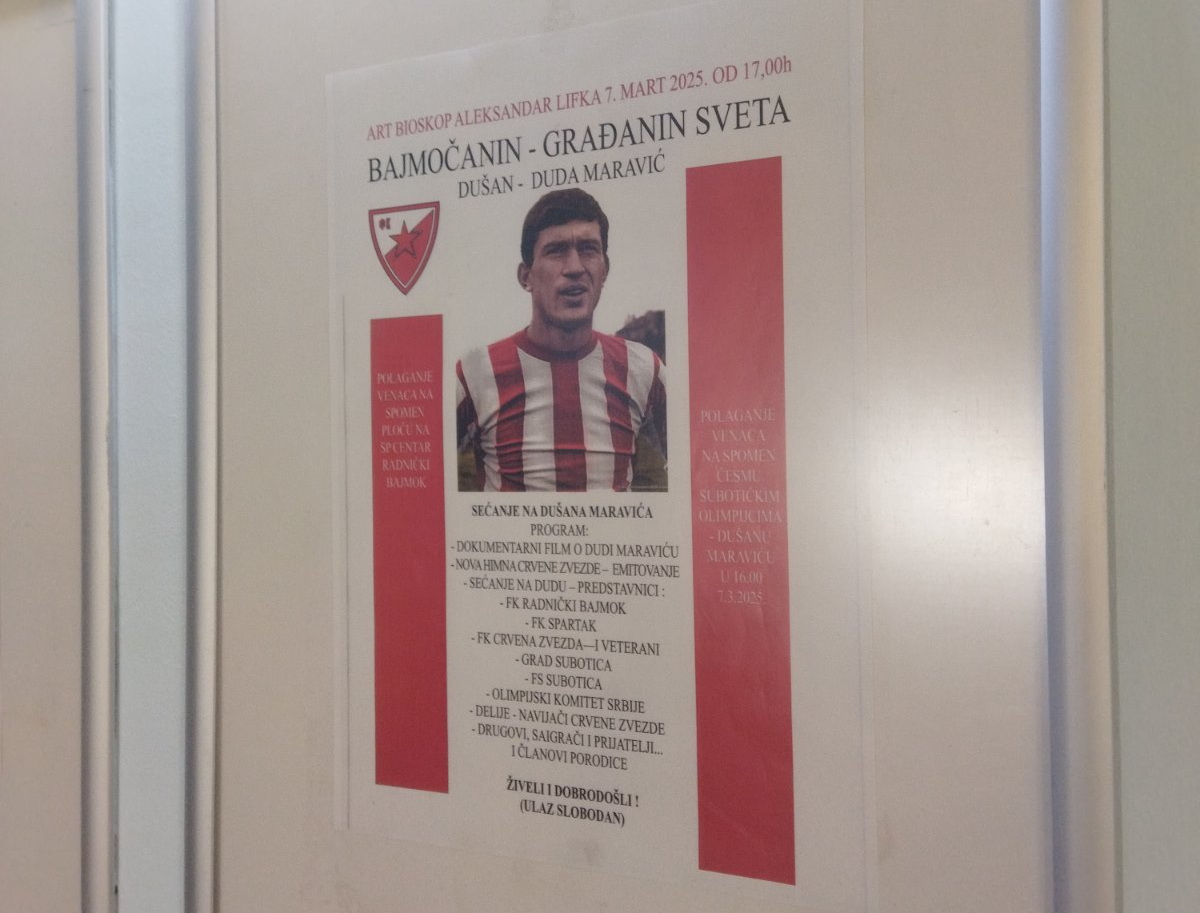 ART BIOSKOP ALEKSANDAR LIFKA 7. MART 2025. OD 17,00h
BAJMOČANIN - GRAĐANIN SVETA
DUŠAN - DUDA MARAVIĆ
POLAGANJE
VENACA NA
SPOMEN
PLOČU NA
SP CENTAR
RADNIČKI
BAJMOK
POLAGANJE
VENACA
NA SPOMEN
ČESMU
SUBOTIČKIM
OLIMPIJCIMA
- DUŠANU
MARAVIĆU
U 16.00
7.3.2025.
SEĆANJE NA DUŠANA MARAVIĆA
PROGRAM:
- DOKUMENTARNI FILM O DUDI MARAVIĆU
- NOVA HIMNA CRVENE ZVEZDE – EMITOVANJE
- SEĆANJE NA DUDU – PREDSTAVNICI :
- FK RADNIČKI BAJMOK
- FK SPARTAK
- FK CRVENA ZVEZDA—I VETERANI
- GRAD SUBOTICA
- FS SUBOTICA
- OLIMPIJSKI KOMITET SRBIJE
- DELIJE - NAVIJAČI CRVENE ZVEZDE
- DRUGOVI, SAIGRAČI I PRIJATELJI...
I ČLANOVI PORODICE
ŽIVELI I DOBRODOŠLI !
(ULAZ SLOBODAN)